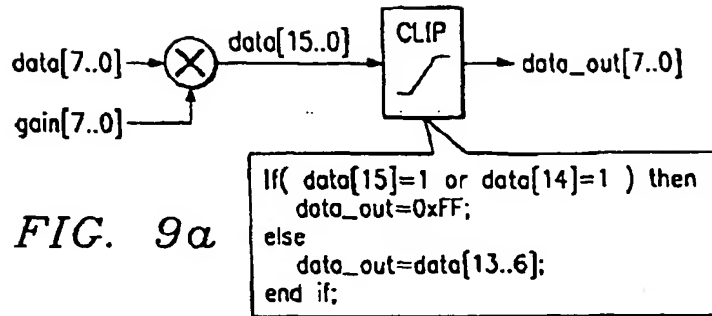 data[7..0]
data[15..0]
CLIP
data_out[7..0]
gain[7..0]
If( data[15]=1 or data[14]=1 ) then
data_out=0xFF;
else
data_out=data[13..6];
end if;
FIG. 9a